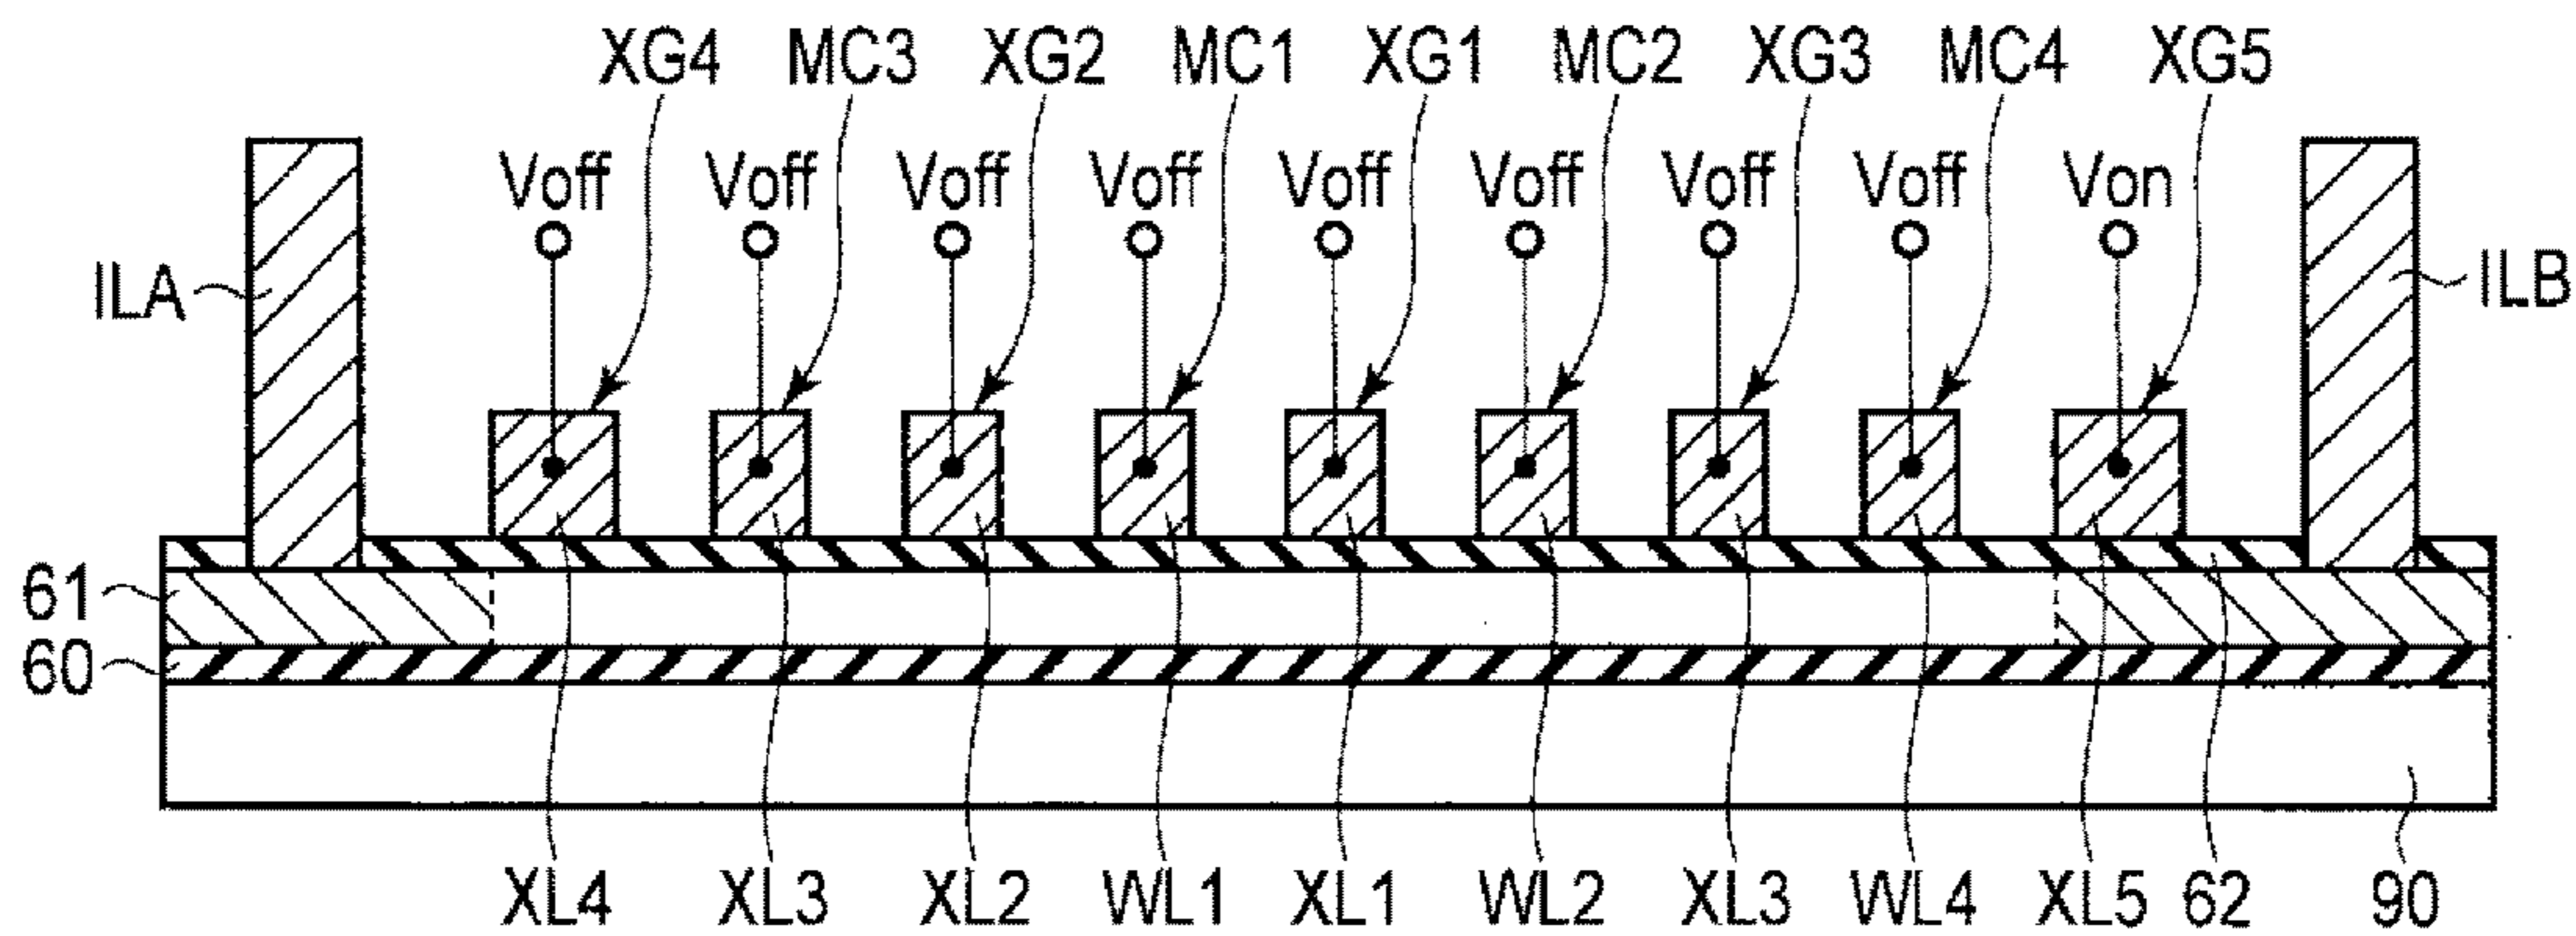 XG4 MC3 XG2 MC1 XG1 MC2 XG3 MC4 XG5
Voff Voff Voff Voff Voff Voff Voff Voff Von
ILA ILB
61
60
XL4 XL3 XL2 WL1 XL1 WL2 XL3 WL4 XL5 62 90